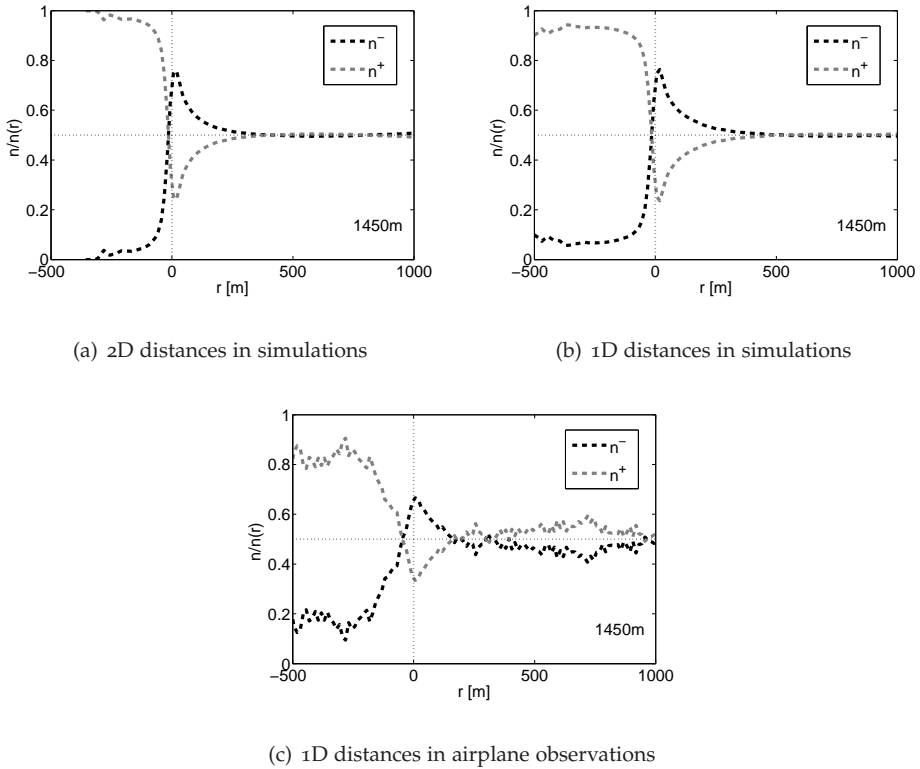 1
0.8
0.6
0.4
0.2
0
n/n(r)
−500 0 500 1000
r [m]
n⁻
n⁺
1450m
(a) 2D distances in simulations
1
0.8
0.6
0.4
0.2
0
n/n(r)
−500 0 500 1000
r [m]
n⁻
n⁺
1450m
(b) 1D distances in simulations
1
0.8
0.6
0.4
0.2
0
n/n(r)
−500 0 500 1000
r [m]
n⁻
n⁺
1450m
(c) 1D distances in airplane observations